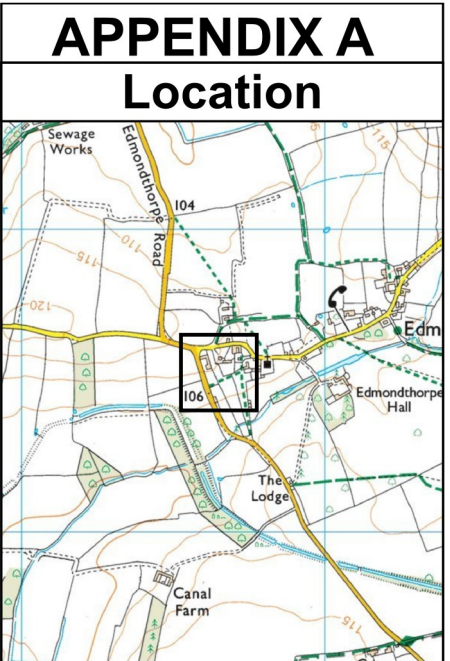 APPENDIX A
Location
Sewage
Works
Edmondthorpe Road
115
104
110
115
120
Edm
106
Edmondthorpe
Hall
The
Lodge
Canal
Farm
115